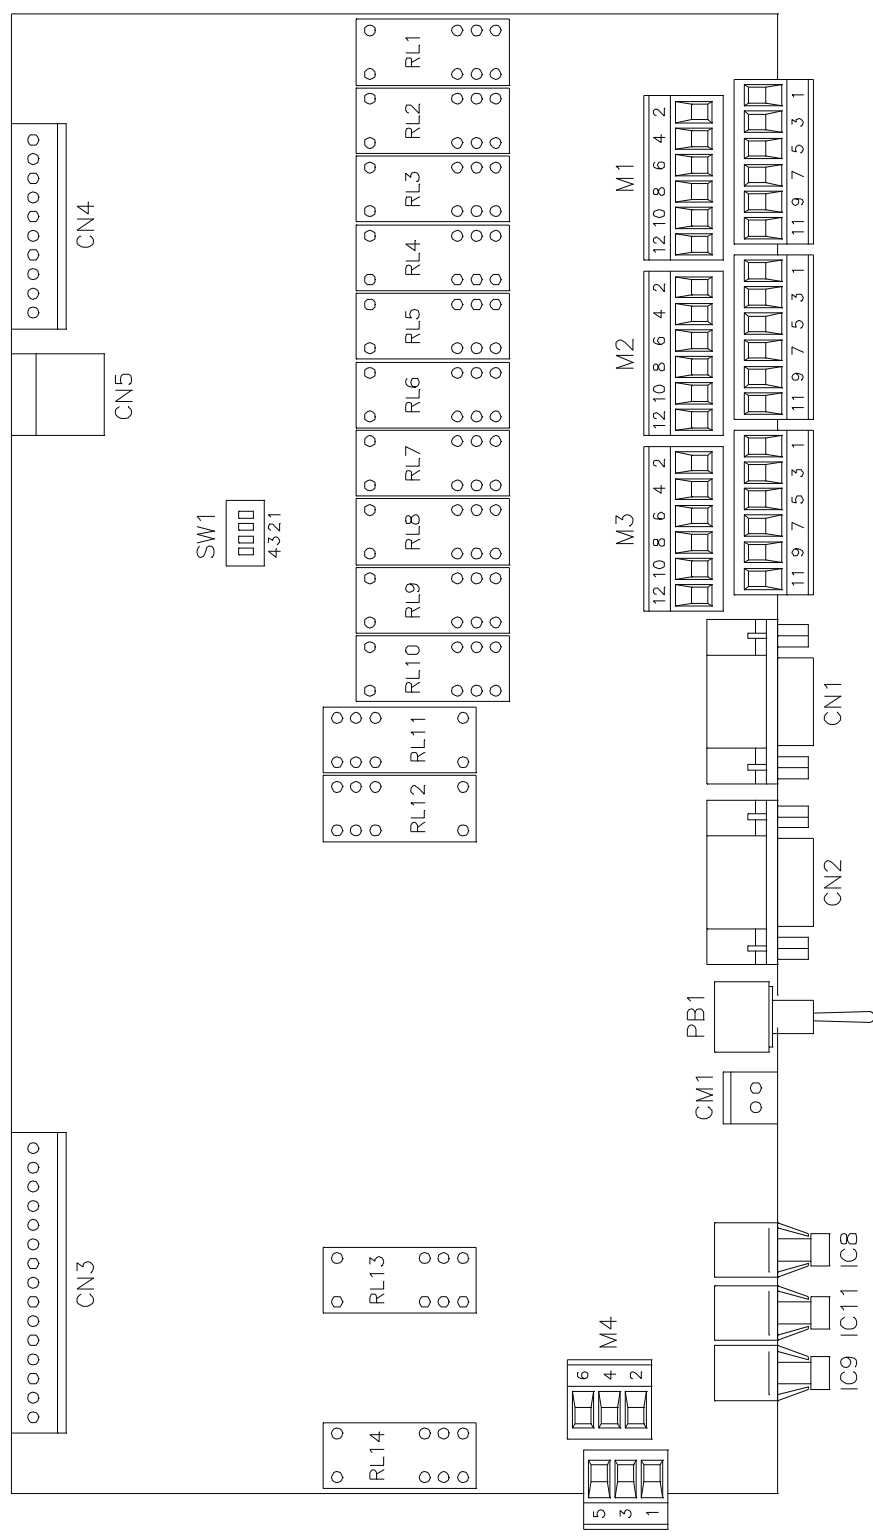 RL1
RL2
RL3
RL4
RL5
RL6
RL7
RL8
RL9
RL10
RL11
RL12
RL13
RL14
CN4
CN5
CN3
SW1
4321
M1
12 10 8 6 4 2
11 9 7 5 3 1
M2
12 10 8 6 4 2
11 9 7 5 3 1
M3
12 10 8 6 4 2
11 9 7 5 3 1
CN1
CN2
PB1
CM1
IC8
IC11
IC9
M4
6 4 2
5 3 1